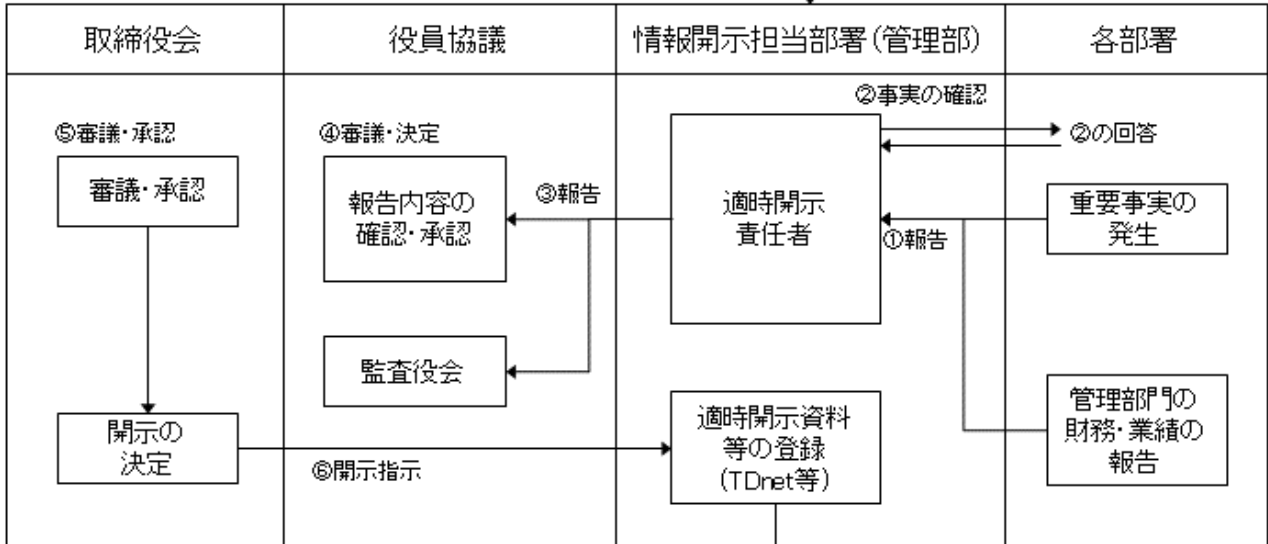 取締役会
役員協議
情報開示担当部署(管理部)
各部署
②事実の確認
⑤審議・承認
④審議・決定
②の回答
審議・承認
報告内容の
確認・承認
③報告
適時開示
責任者
①報告
重要事実の
発生
監査役会
開示の
決定
⑥開示指示
適時開示資料
等の登録
(TDnet等)
管理部門の
財務・業績の
報告